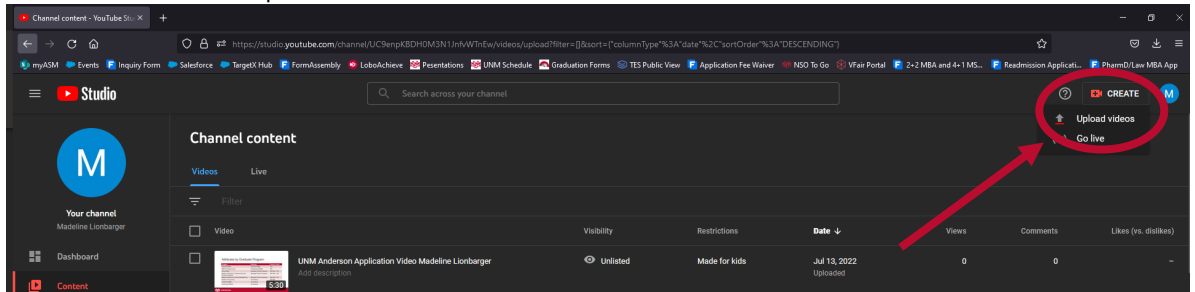 Channel content - YouTube Stu
https://studio.youtube.com/channel/UC9enpKBDH0M3N1JnfvWTnEw/videos/upload?filter=[]&sort={"columnType"%3A"date"%2C"sortOrder"%3A"DESCENDING"}
myASM Events Inquiry Form Salesforce TargetX Hub FormAssembly LoboAchieve Pesentations UNM Schedule Graduation Forms TES Public View Application Fee Waiver NSO To Go VFair Portal 2+2 MBA and 4+1 MS... Readmission Applicati... PharmD/Law MBA App
Studio
Search across your channel
CREATE
M
Upload videos
Go live
M
Your channel
Madeline Lionbarger
Dashboard
Content
Channel content
Videos Live
Filter
Video Visibility Restrictions Date Views Comments Likes (vs. dislikes)
UNM Anderson Application Video Madeline Lionbarger Unlisted Made for kids Jul 13, 2022 0 0 –
Add description Uploaded
5:30